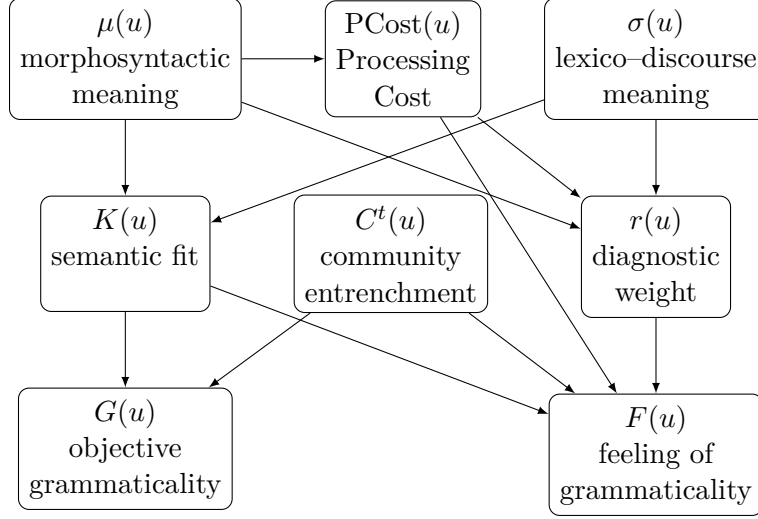 μ(u)
morphosyntactic
meaning
PCost(u)
Processing
Cost
σ(u)
lexico–discourse
meaning
K(u)
semantic fit
Cᵗ(u)
community
entrenchment
r(u)
diagnostic
weight
G(u)
objective
grammaticality
F(u)
feeling of
grammaticality